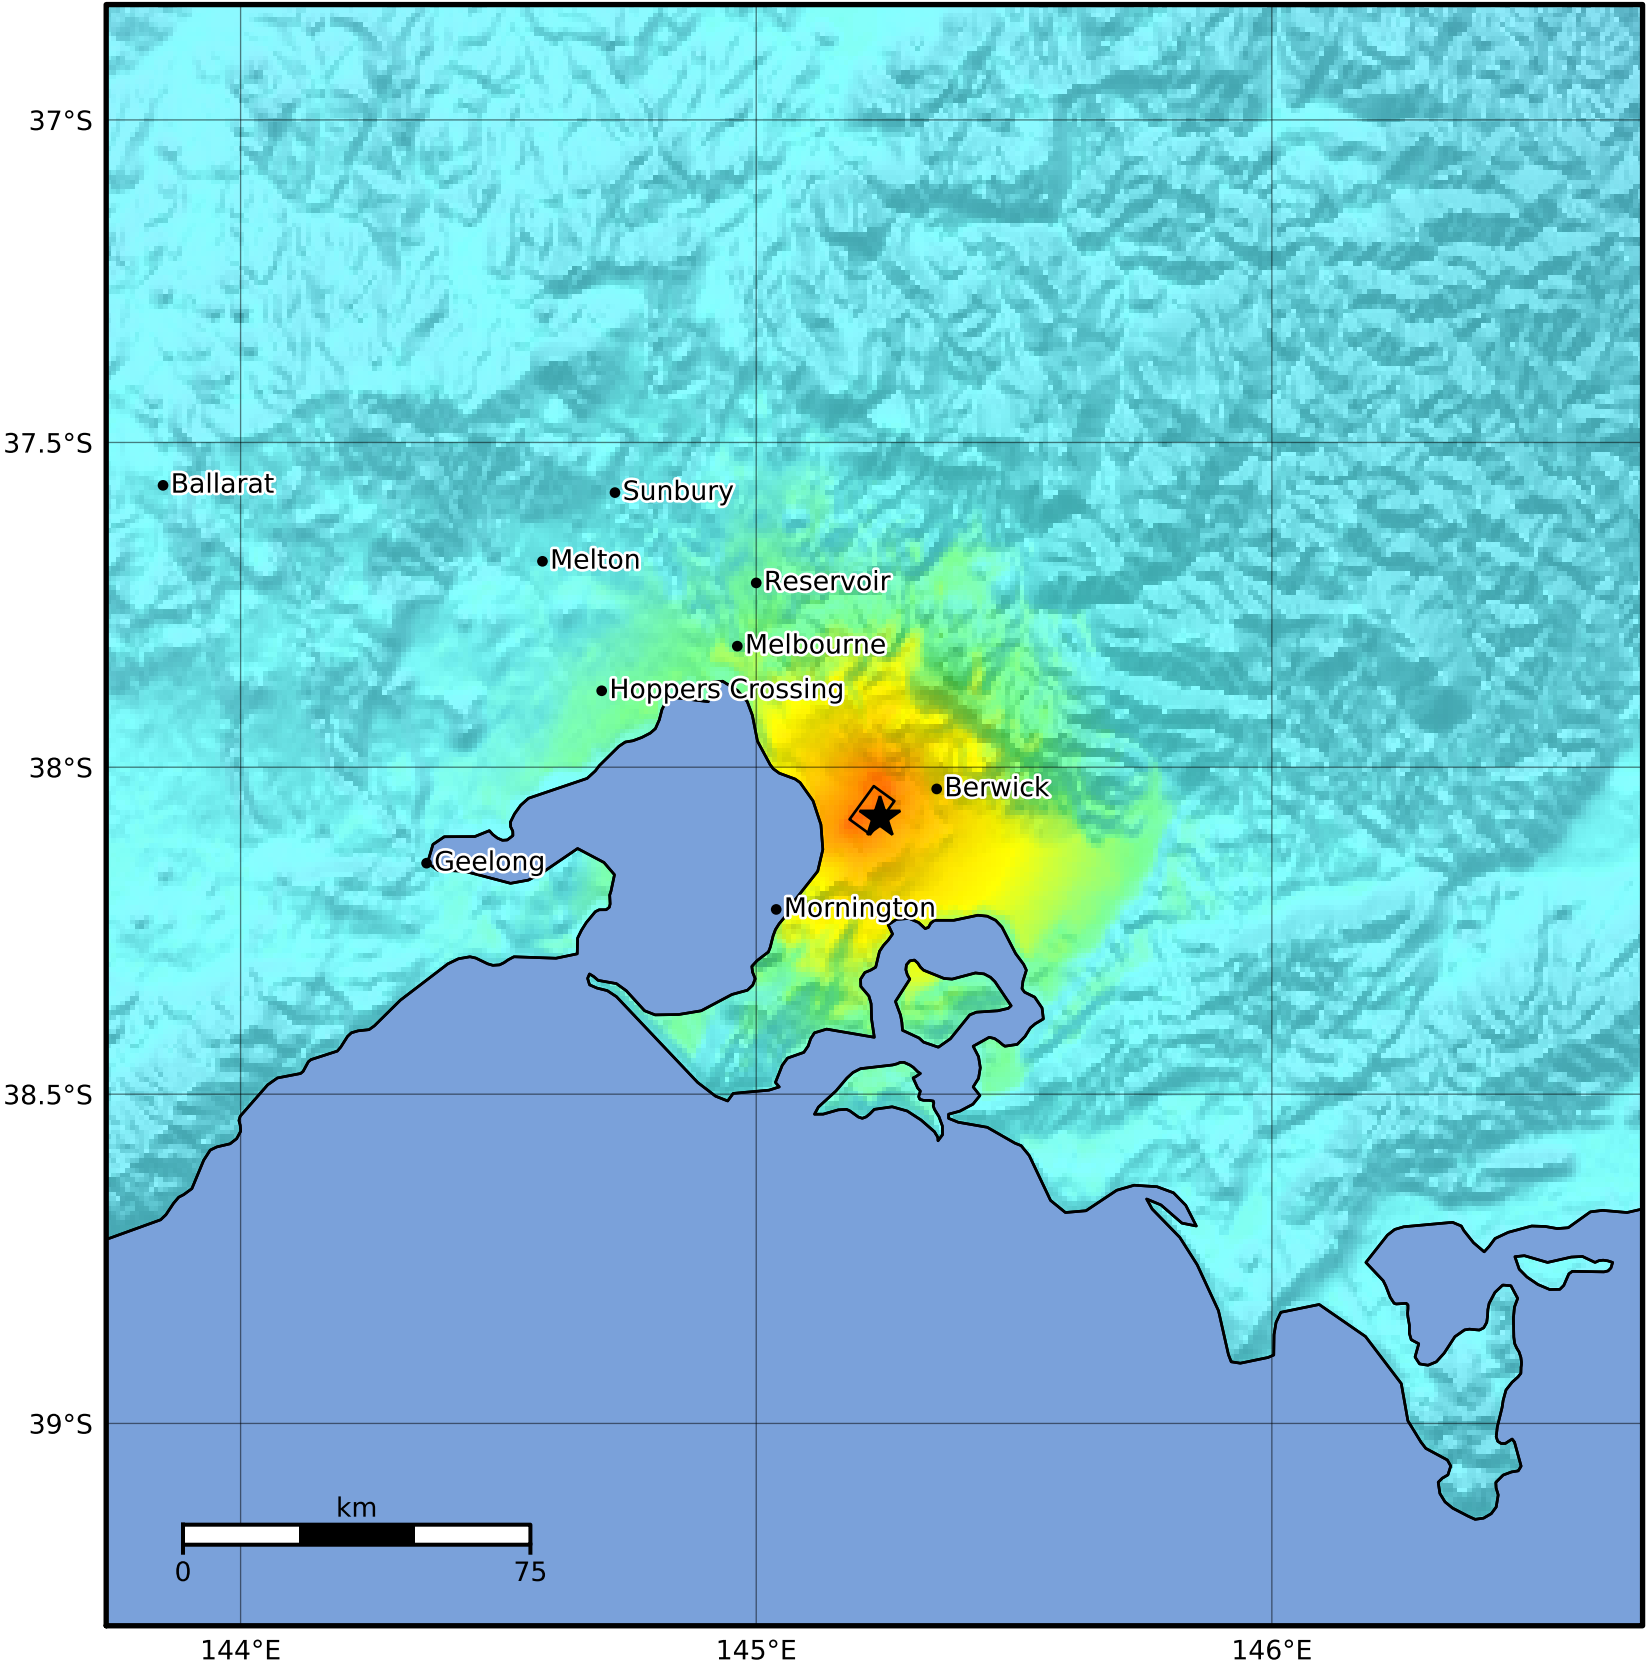 37°S
37.5°S
Ballarat
Sunbury
Melton
Reservoir
Melbourne
Hoppers Crossing
38°S
Berwick
Geelong
Mornington
38.5°S
39°S
km
0
75
144°E
145°E
146°E